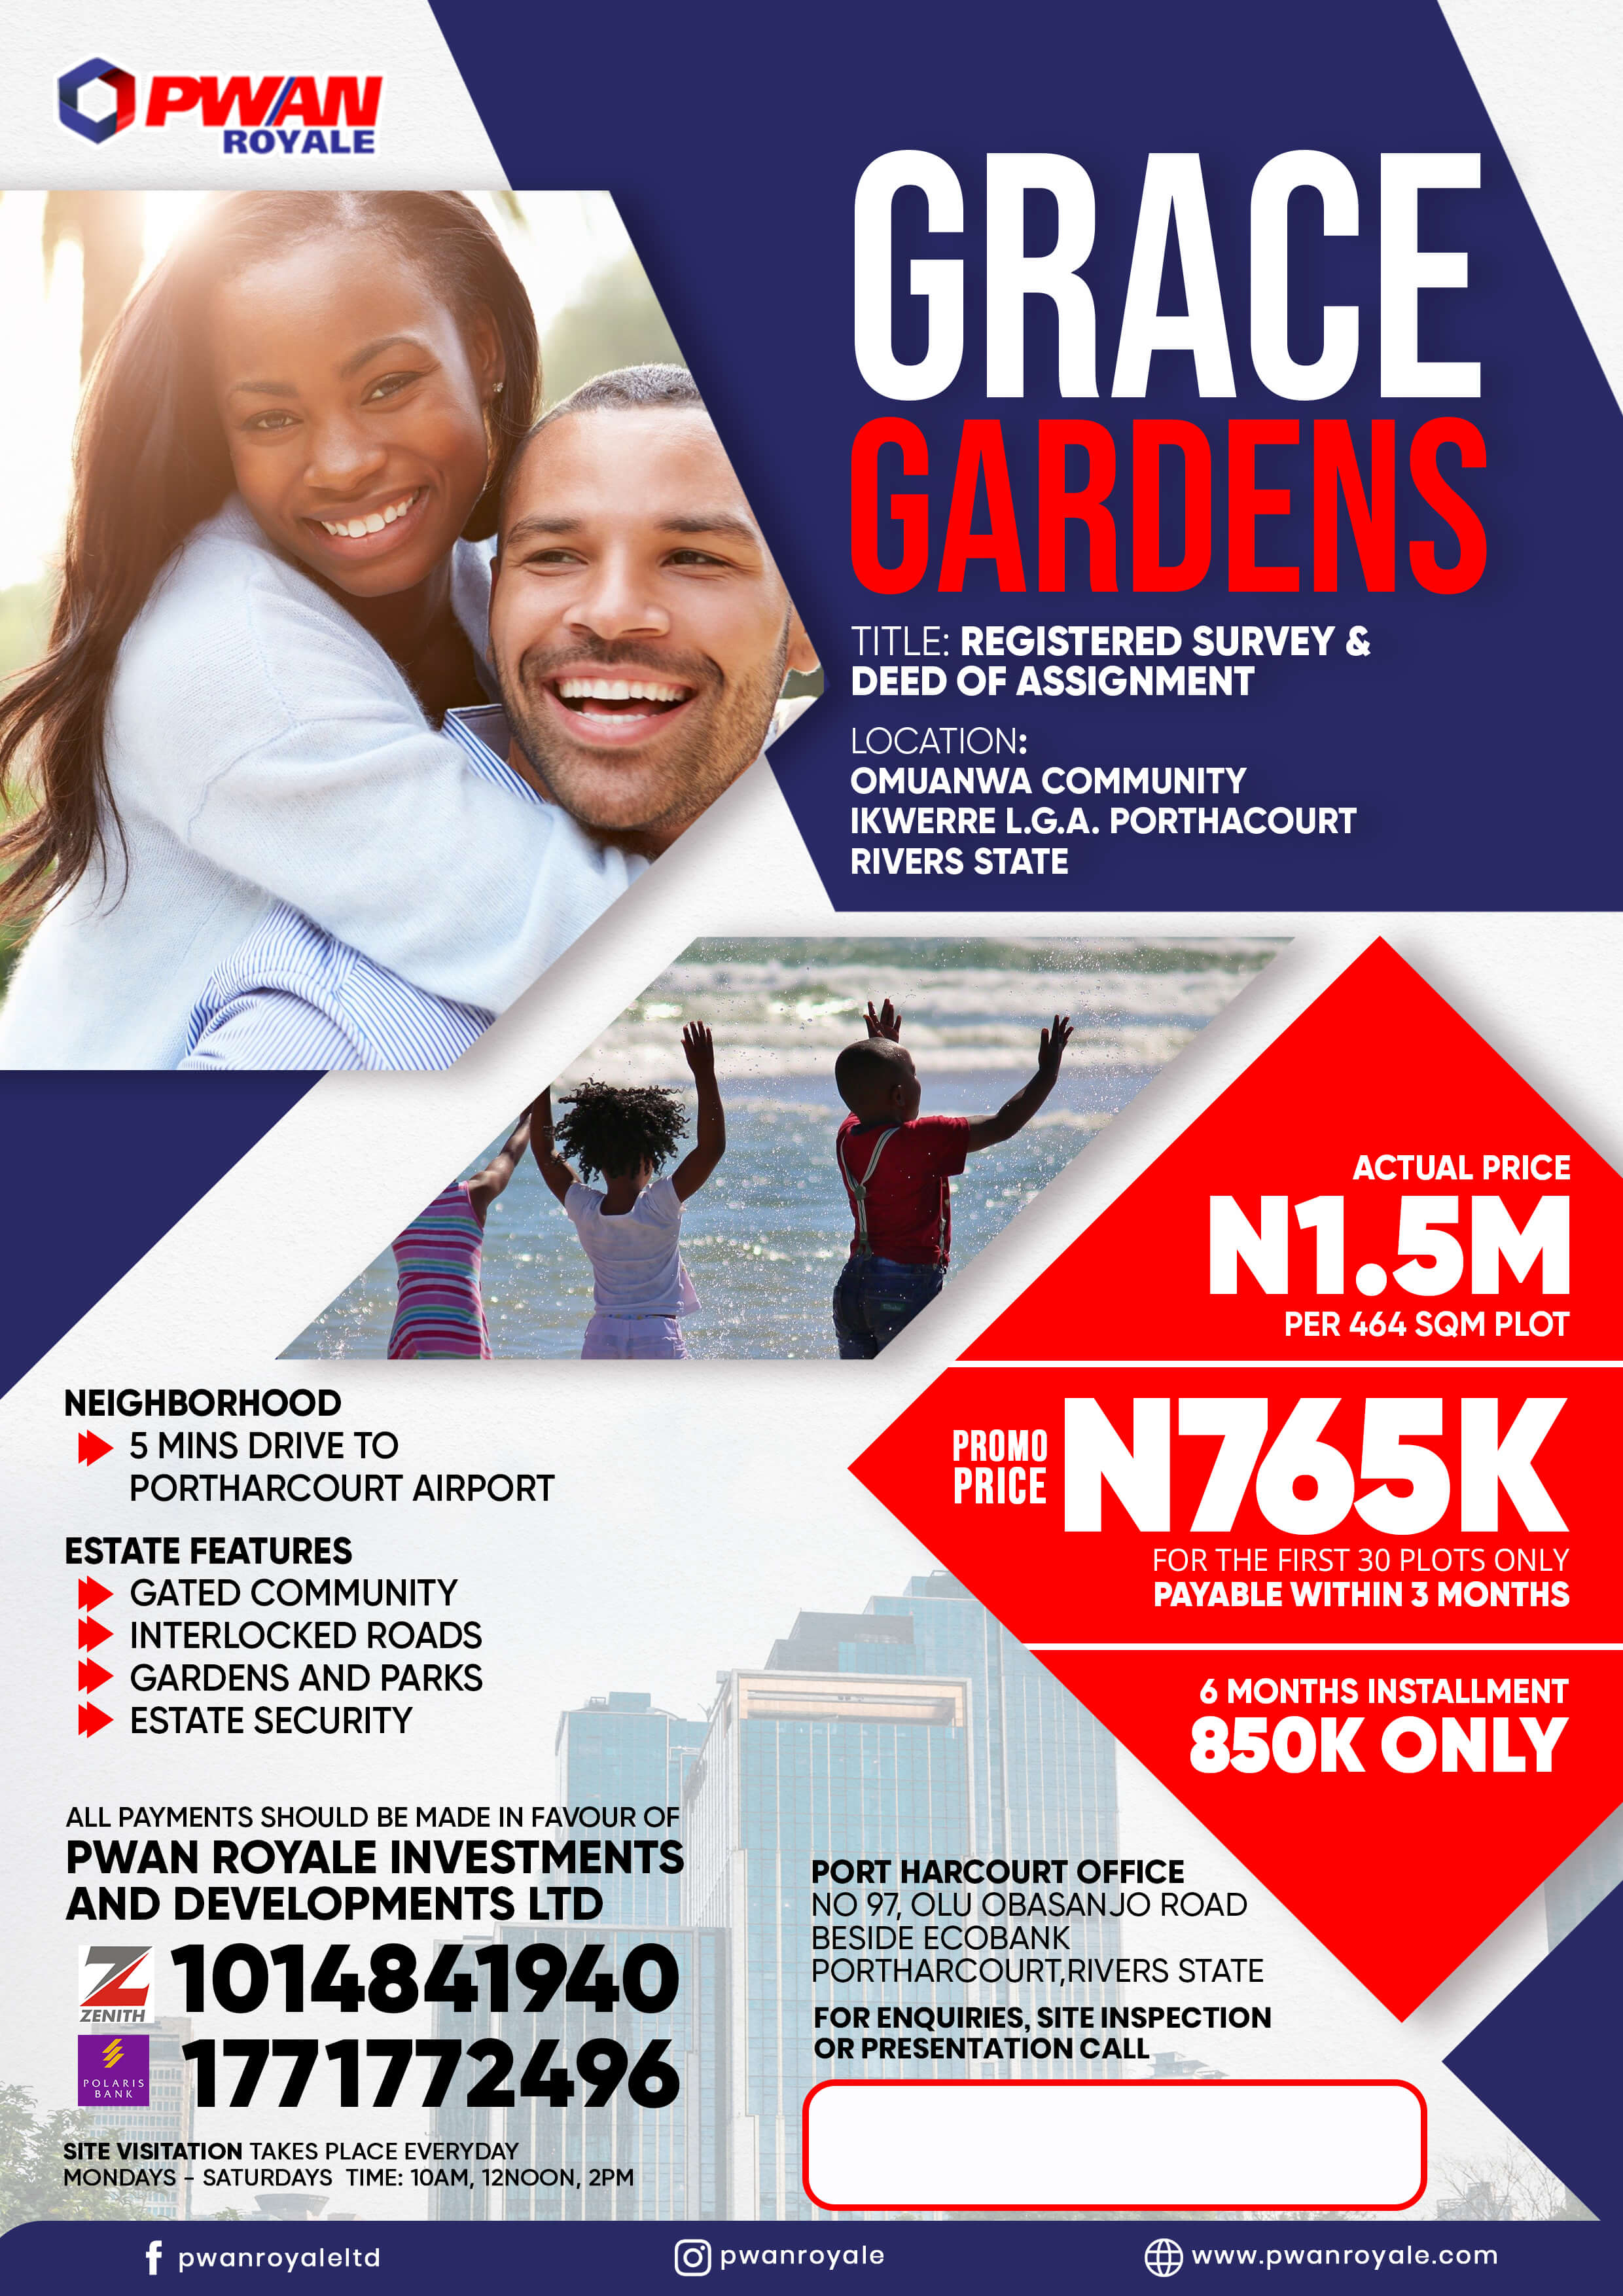 PWAN
ROYALE
GRACE
GARDENS
TITLE: REGISTERED SURVEY &
DEED OF ASSIGNMENT
LOCATION:
OMUANWA COMMUNITY
IKWERRE L.G.A. PORTHACOURT
RIVERS STATE
ACTUAL PRICE
N1.5M
PER 464 SQM PLOT
PROMO
PRICE
N765K
FOR THE FIRST 30 PLOTS ONLY
PAYABLE WITHIN 3 MONTHS
6 MONTHS INSTALLMENT
850K ONLY
NEIGHBORHOOD
5 MINS DRIVE TO
PORTHARCOURT AIRPORT
ESTATE FEATURES
GATED COMMUNITY
INTERLOCKED ROADS
GARDENS AND PARKS
ESTATE SECURITY
ALL PAYMENTS SHOULD BE MADE IN FAVOUR OF
PWAN ROYALE INVESTMENTS
AND DEVELOPMENTS LTD
ZENITH
1014841940
POLARIS
BANK
1771772496
SITE VISITATION TAKES PLACE EVERYDAY
MONDAYS - SATURDAYS TIME: 10AM, 12NOON, 2PM
PORT HARCOURT OFFICE
NO 97, OLU OBASANJO ROAD
BESIDE ECOBANK
PORTHARCOURT,RIVERS STATE
FOR ENQUIRIES, SITE INSPECTION
OR PRESENTATION CALL
pwanroyaleltd
pwanroyale
www.pwanroyale.com